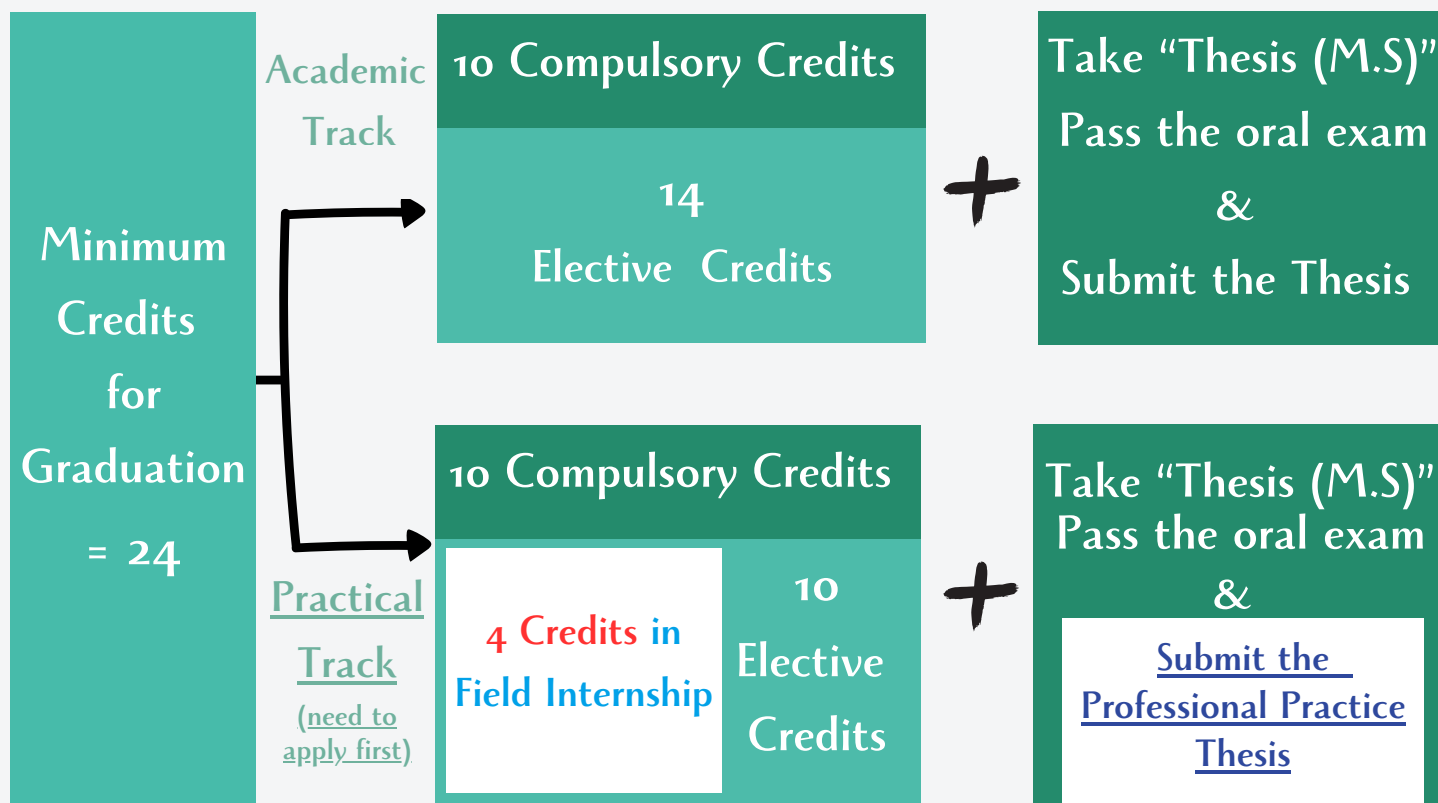 Minimum
Credits
for
Graduation
= 24
Academic
Track
10 Compulsory Credits
14
Elective Credits
+
Take “Thesis (M.S)”
Pass the oral exam
&
Submit the Thesis
Practical
Track
(need to
apply first)
10 Compulsory Credits
4 Credits in
Field Internship
10
Elective
Credits
+
Take “Thesis (M.S)”
Pass the oral exam
&
Submit the
Professional Practice
Thesis